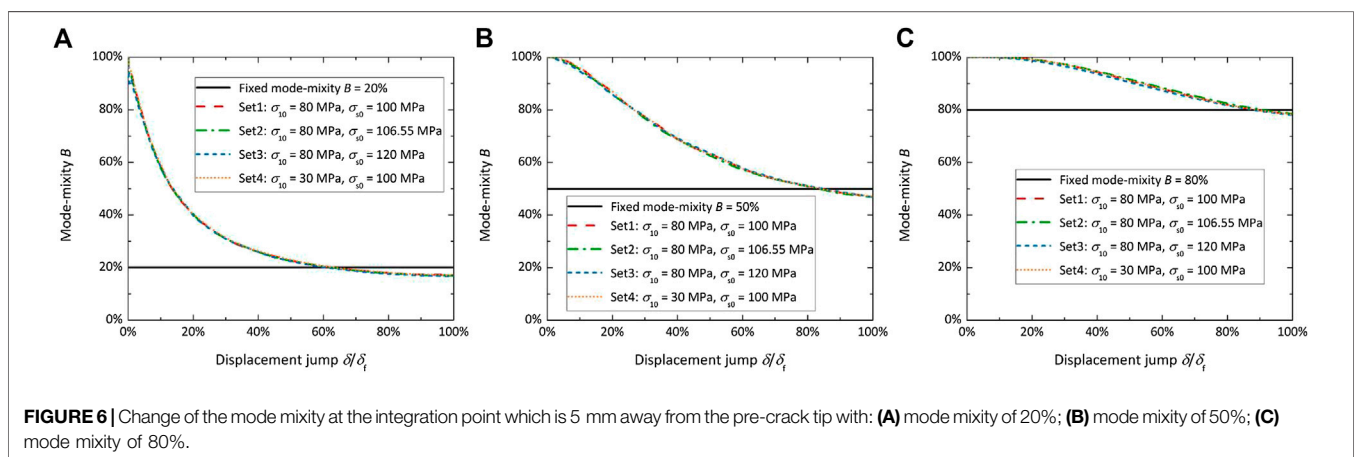 A
100%
80%
60%
40%
20%
0%
Mode-mixity B
Fixed mode-mixity B = 20%
Set1: σ10 = 80 MPa, σs0 = 100 MPa
Set2: σ10 = 80 MPa, σs0 = 106.55 MPa
Set3: σ10 = 80 MPa, σs0 = 120 MPa
Set4: σ10 = 30 MPa, σs0 = 100 MPa
0% 20% 40% 60% 80% 100%
Displacement jump δ/δf
B
100%
80%
60%
40%
20%
0%
Mode-mixity B
Fixed mode-mixity B = 50%
Set1: σ10 = 80 MPa, σs0 = 100 MPa
Set2: σ10 = 80 MPa, σs0 = 106.55 MPa
Set3: σ10 = 80 MPa, σs0 = 120 MPa
Set4: σ10 = 30 MPa, σs0 = 100 MPa
0% 20% 40% 60% 80% 100%
Displacement jump δ/δf
C
100%
80%
60%
40%
20%
0%
Mode-mixity B
Fixed mode-mixity B = 80%
Set1: σ10 = 80 MPa, σs0 = 100 MPa
Set2: σ10 = 80 MPa, σs0 = 106.55 MPa
Set3: σ10 = 80 MPa, σs0 = 120 MPa
Set4: σ10 = 30 MPa, σs0 = 100 MPa
0% 20% 40% 60% 80% 100%
Displacement jump δ/δf
FIGURE 6 | Change of the mode mixity at the integration point which is 5 mm away from the pre-crack tip with: (A) mode mixity of 20%; (B) mode mixity of 50%; (C)
mode mixity of 80%.